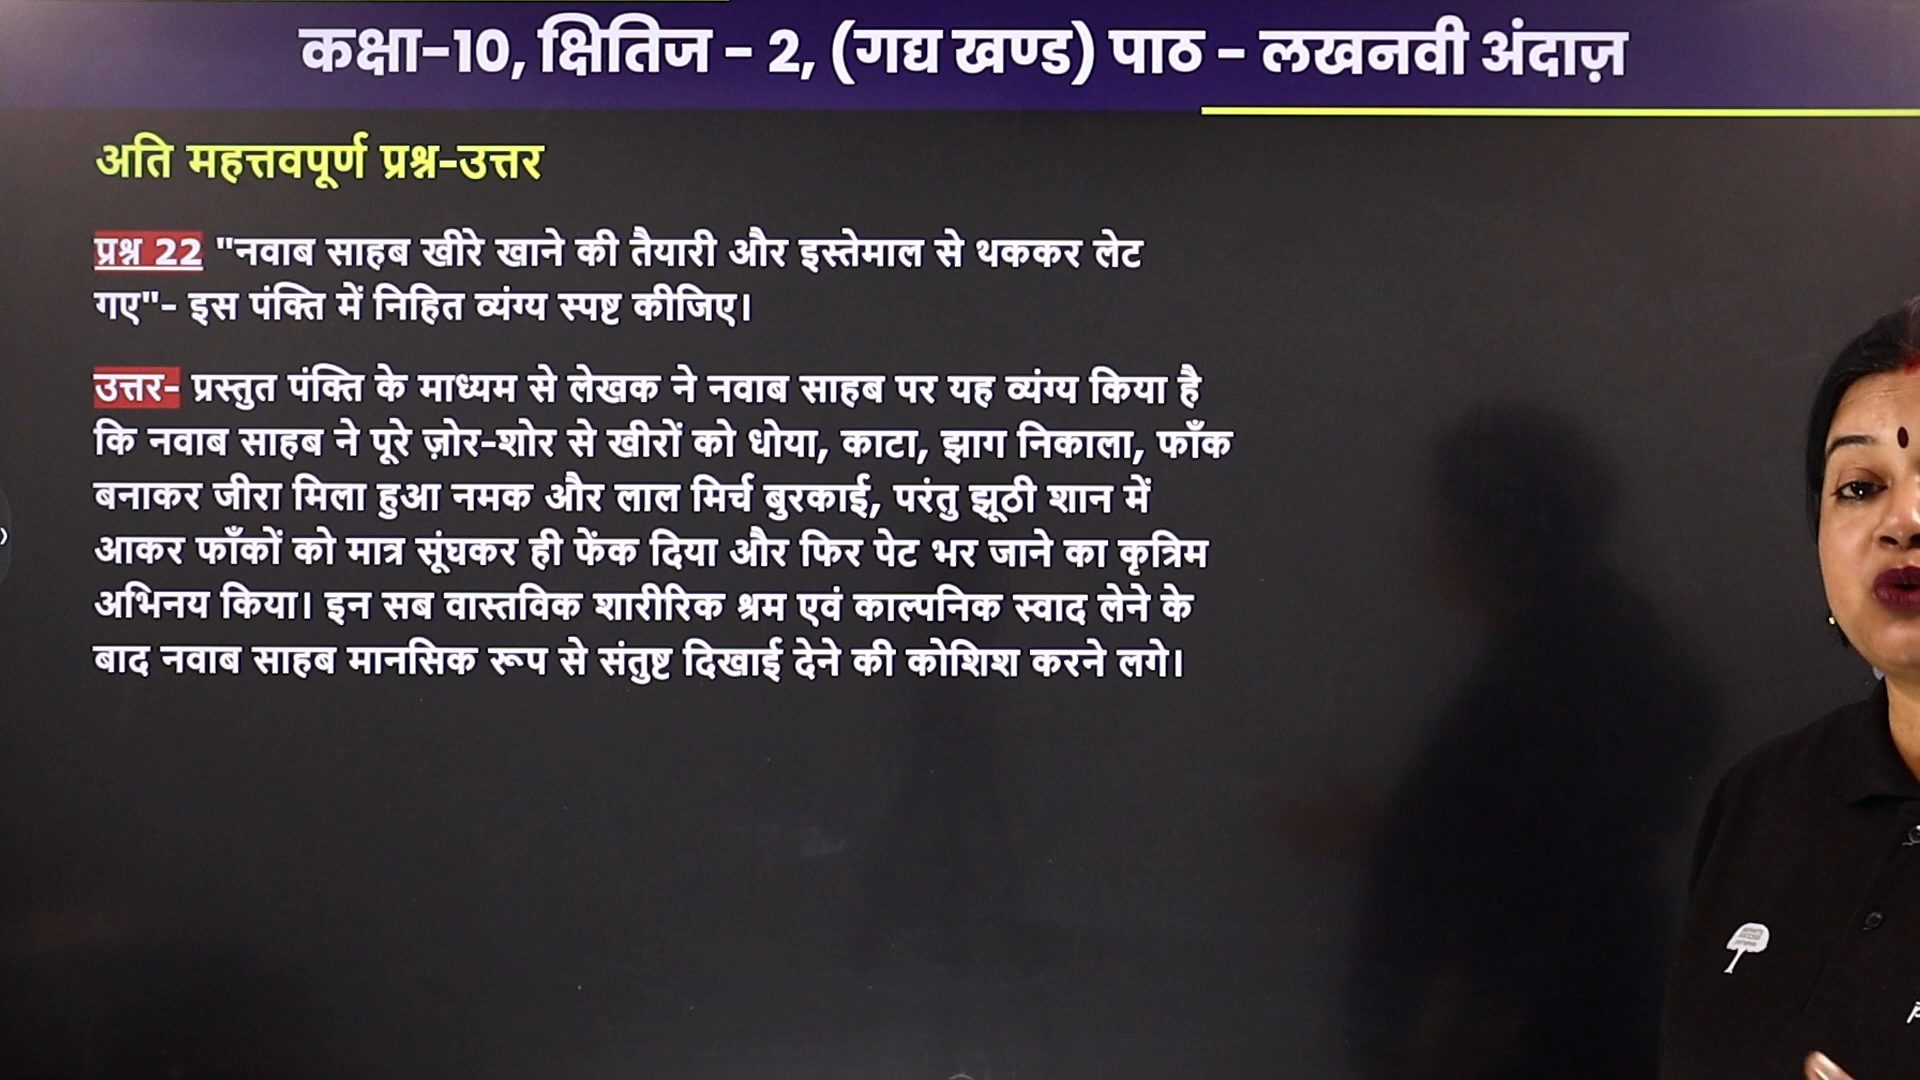 कक्षा-10, क्षितिज - 2, (गद्य खण्ड) पाठ - लखनवी अंदाज़
अति महत्तवपूर्ण प्रश्न-उत्तर
प्रश्न 22 "नवाब साहब खीरे खाने की तैयारी और इस्तेमाल से थककर लेट
गए"- इस पंक्ति में निहित व्यंग्य स्पष्ट कीजिए।
उत्तर- प्रस्तुत पंक्ति के माध्यम से लेखक ने नवाब साहब पर यह व्यंग्य किया है
कि नवाब साहब ने पूरे ज़ोर-शोर से खीरों को धोया, काटा, झाग निकाला, फाँक
बनाकर जीरा मिला हुआ नमक और लाल मिर्च बुरकाई, परंतु झूठी शान में
आकर फाँकों को मात्र सूंघकर ही फेंक दिया और फिर पेट भर जाने का कृत्रिम
अभिनय किया। इन सब वास्तविक शारीरिक श्रम एवं काल्पनिक स्वाद लेने के
बाद नवाब साहब मानसिक रूप से संतुष्ट दिखाई देने की कोशिश करने लगे।